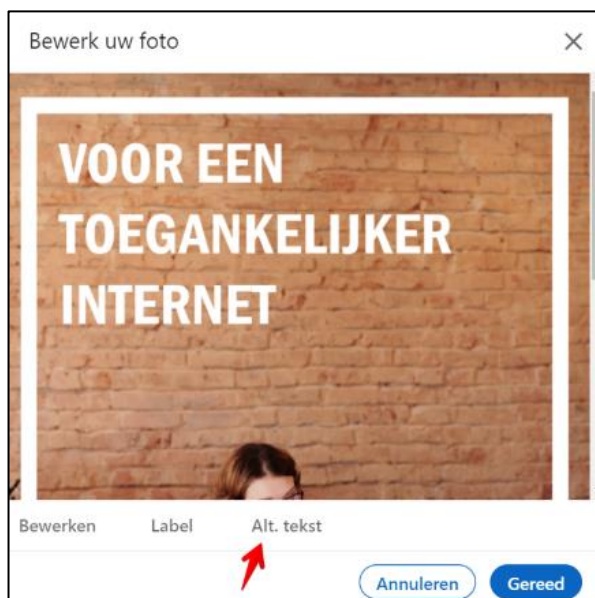 Bewerk uw foto
VOOR EEN
TOEGANKELIJKER
INTERNET
Bewerken Label Alt. tekst
Annuleren Gereed